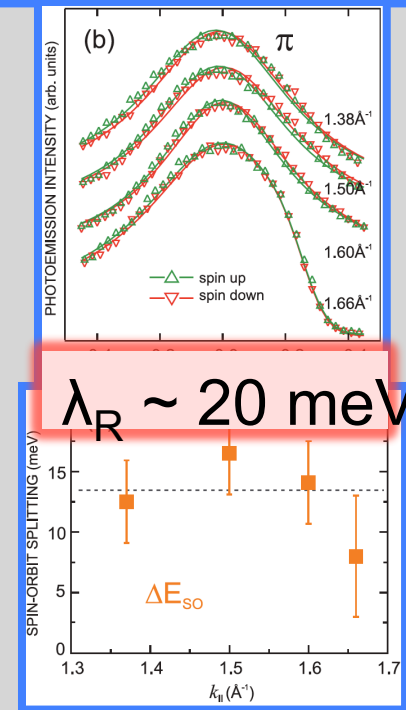 (b)
π
PHOTOEMISSION INTENSITY (arb. units)
1.38Å⁻¹
1.50Å⁻¹
1.60Å⁻¹
1.66Å⁻¹
spin up
spin down
λR ~ 20 meV
SPIN-ORBIT SPLITTING (meV)
15
10
5
0
ΔESO
1.3 1.4 1.5 1.6 1.7
k|| (Å⁻¹)